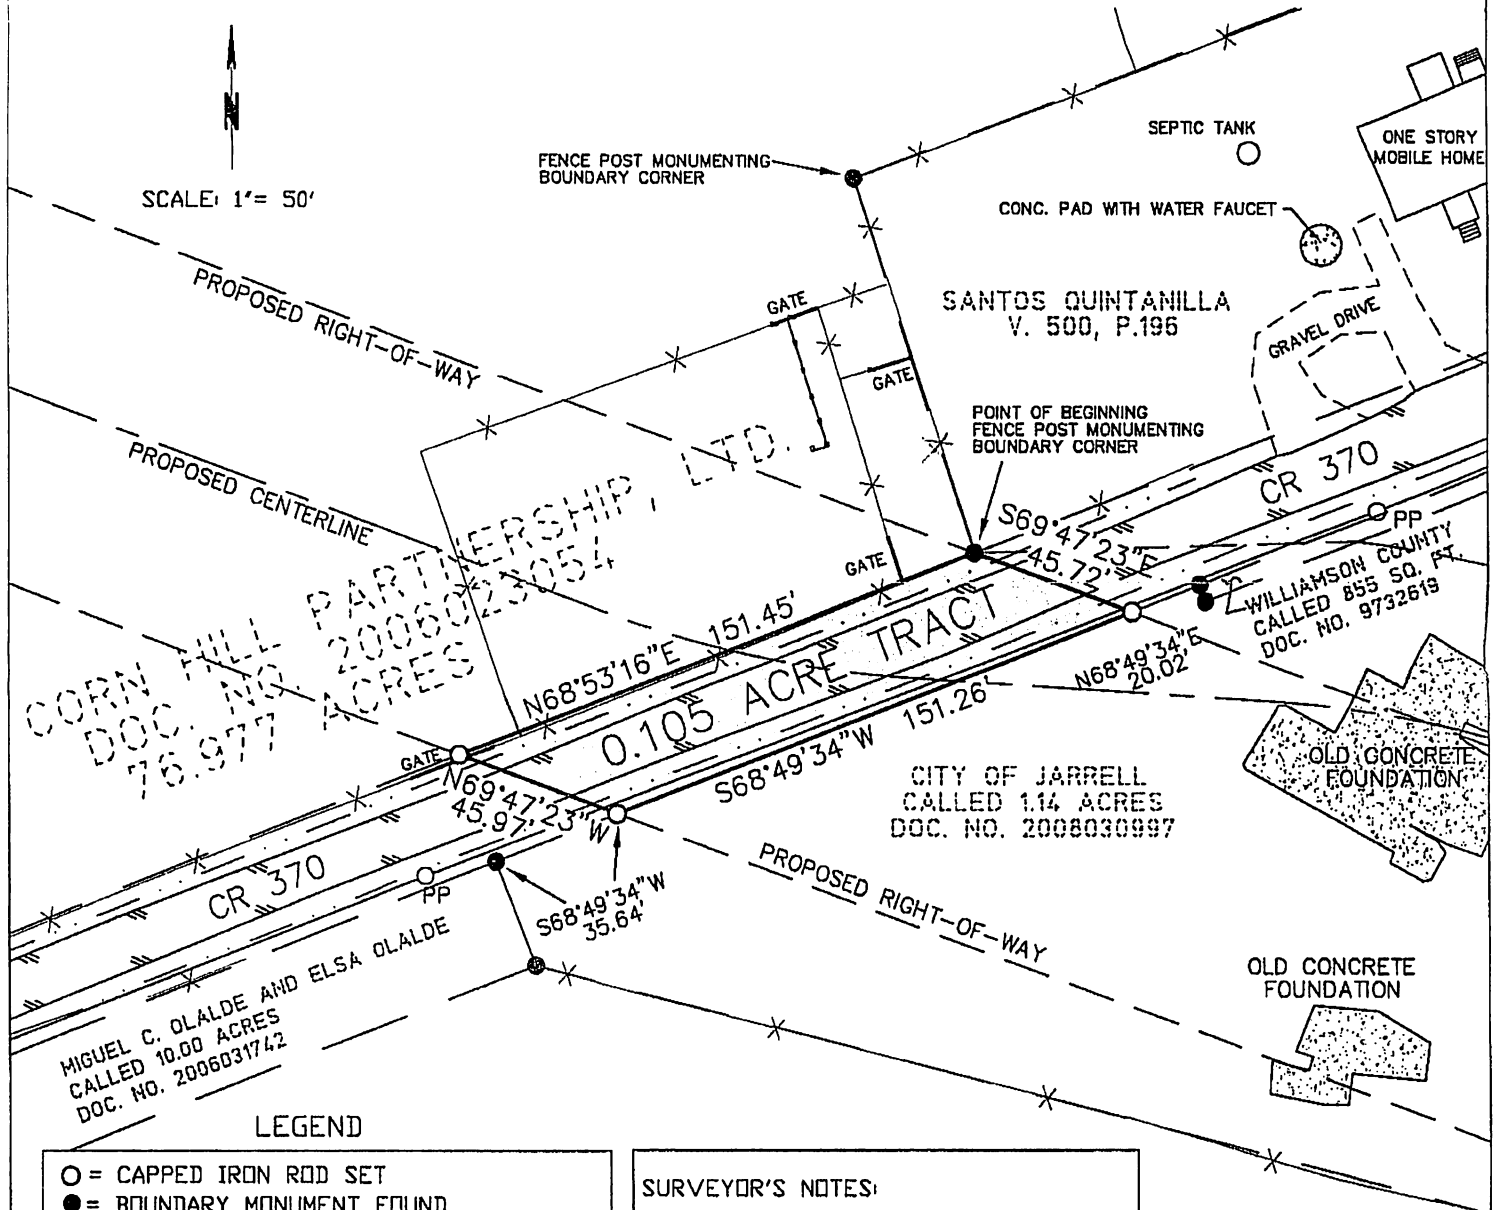 N
SCALE: 1"= 50'
SEPTIC TANK
ONE STORY
MOBILE HOME
FENCE POST MONUMENTING
BOUNDARY CORNER
CONC. PAD WITH WATER FAUCET
PROPOSED RIGHT-OF-WAY
GATE
SANTOS QUINTANILLA
V. 500, P.196
GRAVEL DRIVE
GATE
POINT OF BEGINNING
FENCE POST MONUMENTING
BOUNDARY CORNER
PROPOSED CENTERLINE
CORN HILL PARTNERSHIP, LTD.
DOC. NO. 2006023054
76.977 ACRES
CR 370
PP
S69°47'23"E
45.72'
GATE
WILLIAMSON COUNTY
CALLED 855 SQ. FT.
DOC. NO. 9732619
N68°53'16"E 151.45'
0.105 ACRE TRACT
N68°49'34"E
20.02'
S68°49'34"W 151.26'
GATE
N69°47'23"W
45.97'
OLD CONCRETE
FOUNDATION
CITY OF JARRELL
CALLED 1.14 ACRES
DOC. NO. 2008030997
CR 370
PP
S68°49'34"W
35.64'
PROPOSED RIGHT-OF-WAY
MIGUEL C. OLALDE AND ELSA OLALDE
CALLED 10.00 ACRES
DOC. NO. 2006031742
OLD CONCRETE
FOUNDATION
LEGEND
= CAPPED IRON ROD SET
= BOUNDARY MONUMENT FOUND
SURVEYOR'S NOTES: